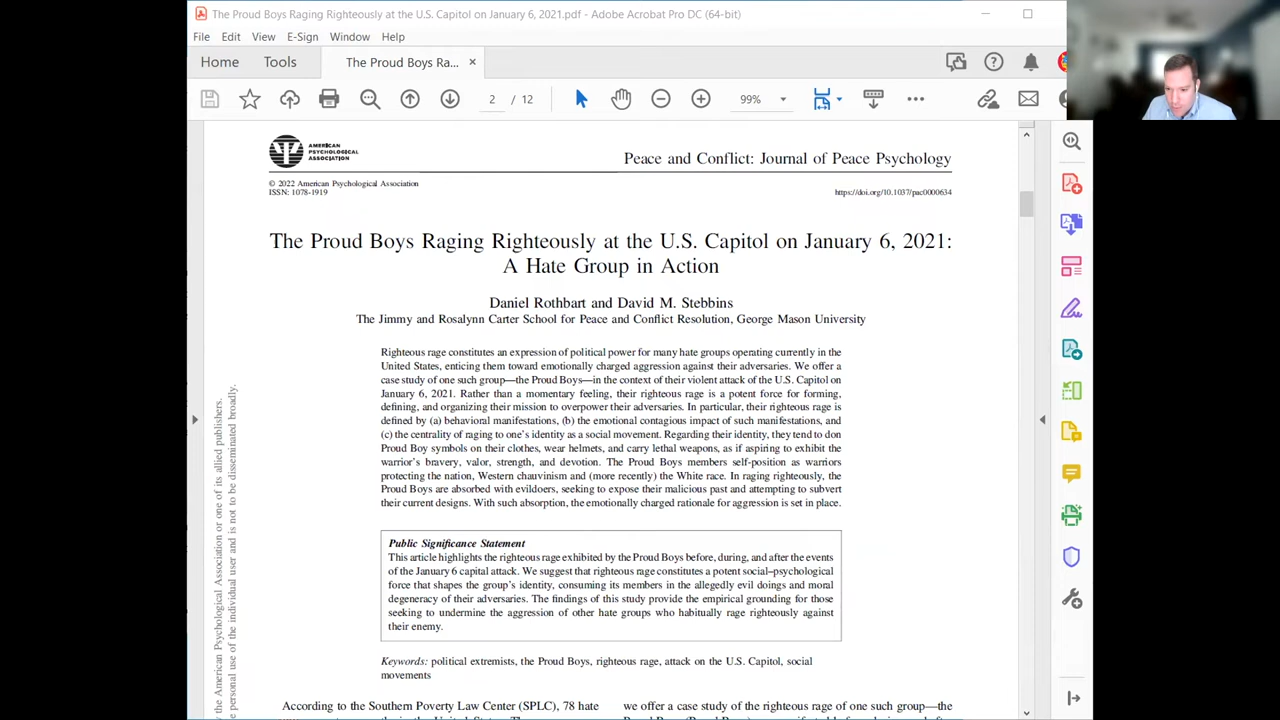 The Proud Boys Raging Righteously at the U.S. Capitol on January 6, 2021.pdf - Adobe Acrobat Pro DC (64-bit)
File Edit View E-Sign Window Help
Home Tools The Proud Boys Ra... ×
2 / 12 99%
AMERICAN
PSYCHOLOGICAL
ASSOCIATION
Peace and Conflict: Journal of Peace Psychology
© 2022 American Psychological Association
ISSN: 1078-1919
https://doi.org/10.1037/pac0000634
The Proud Boys Raging Righteously at the U.S. Capitol on January 6, 2021:
A Hate Group in Action
Daniel Rothbart and David M. Stebbins
The Jimmy and Rosalynn Carter School for Peace and Conflict Resolution, George Mason University
Righteous rage constitutes an expression of political power for many hate groups operating currently in the
United States, enticing them toward emotionally charged aggression against their adversaries. We offer a
case study of one such group—the Proud Boys—in the context of their violent attack of the U.S. Capitol on
January 6, 2021. Rather than a momentary feeling, their righteous rage is a potent force for forming,
defining, and organizing their mission to overpower their adversaries. In particular, their righteous rage is
defined by (a) behavioral manifestations, (b) the emotional contagious impact of such manifestations, and
(c) the centrality of raging to one's identity as a social movement. Regarding their identity, they tend to don
Proud Boy symbols on their clothes, wear helmets, and carry lethal weapons, as if aspiring to exhibit the
warrior's bravery, valor, strength, and devotion. The Proud Boys members self-position as warriors
protecting the nation, Western chauvinism and (more recently) the White race. In raging righteously, the
Proud Boys are absorbed with evildoers, seeking to expose their malicious past and attempting to subvert
their current designs. With such absorption, the emotionally charged rationale for aggression is set in place.
Public Significance Statement
This article highlights the righteous rage exhibited by the Proud Boys before, during, and after the events
of the January 6 capital attack. We suggest that righteous rage constitutes a potent social–psychological
force that shapes the group's identity, consuming its members in the allegedly evil doings and moral
degeneracy of their adversaries. The findings of this study provide the empirical grounding for those
seeking to undermine the aggression of other hate groups who habitually rage righteously against
their enemy.
Keywords: political extremists, the Proud Boys, righteous rage, attack on the U.S. Capitol, social
movements
According to the Southern Poverty Law Center (SPLC), 78 hate
we offer a case study of the righteous rage of one such group—the
the American Psychological Association or one of its allied publishers.
e personal use of the individual user and is not to be disseminated broadly.